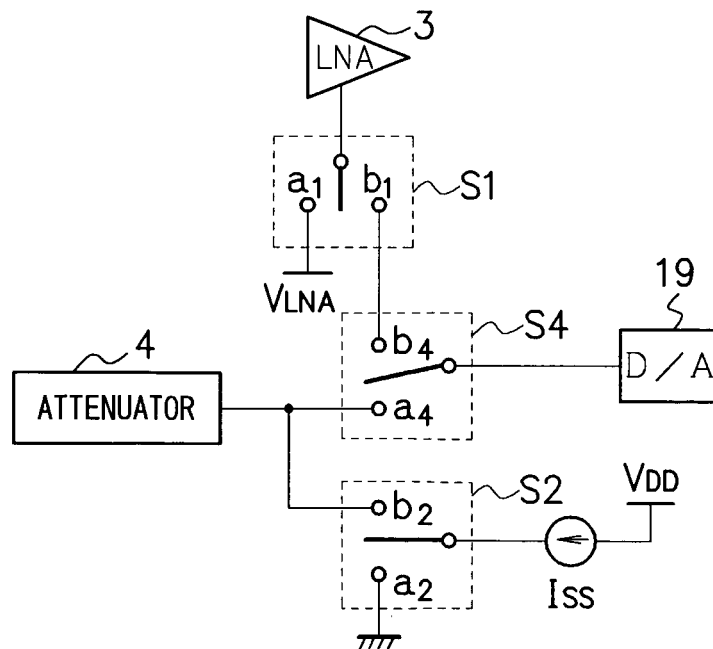 3
LNA
a1 b1 S1
VLNA
19
S4
b4
4
D/A
ATTENUATOR
a4
S2
VDD
b2
a2
ISS